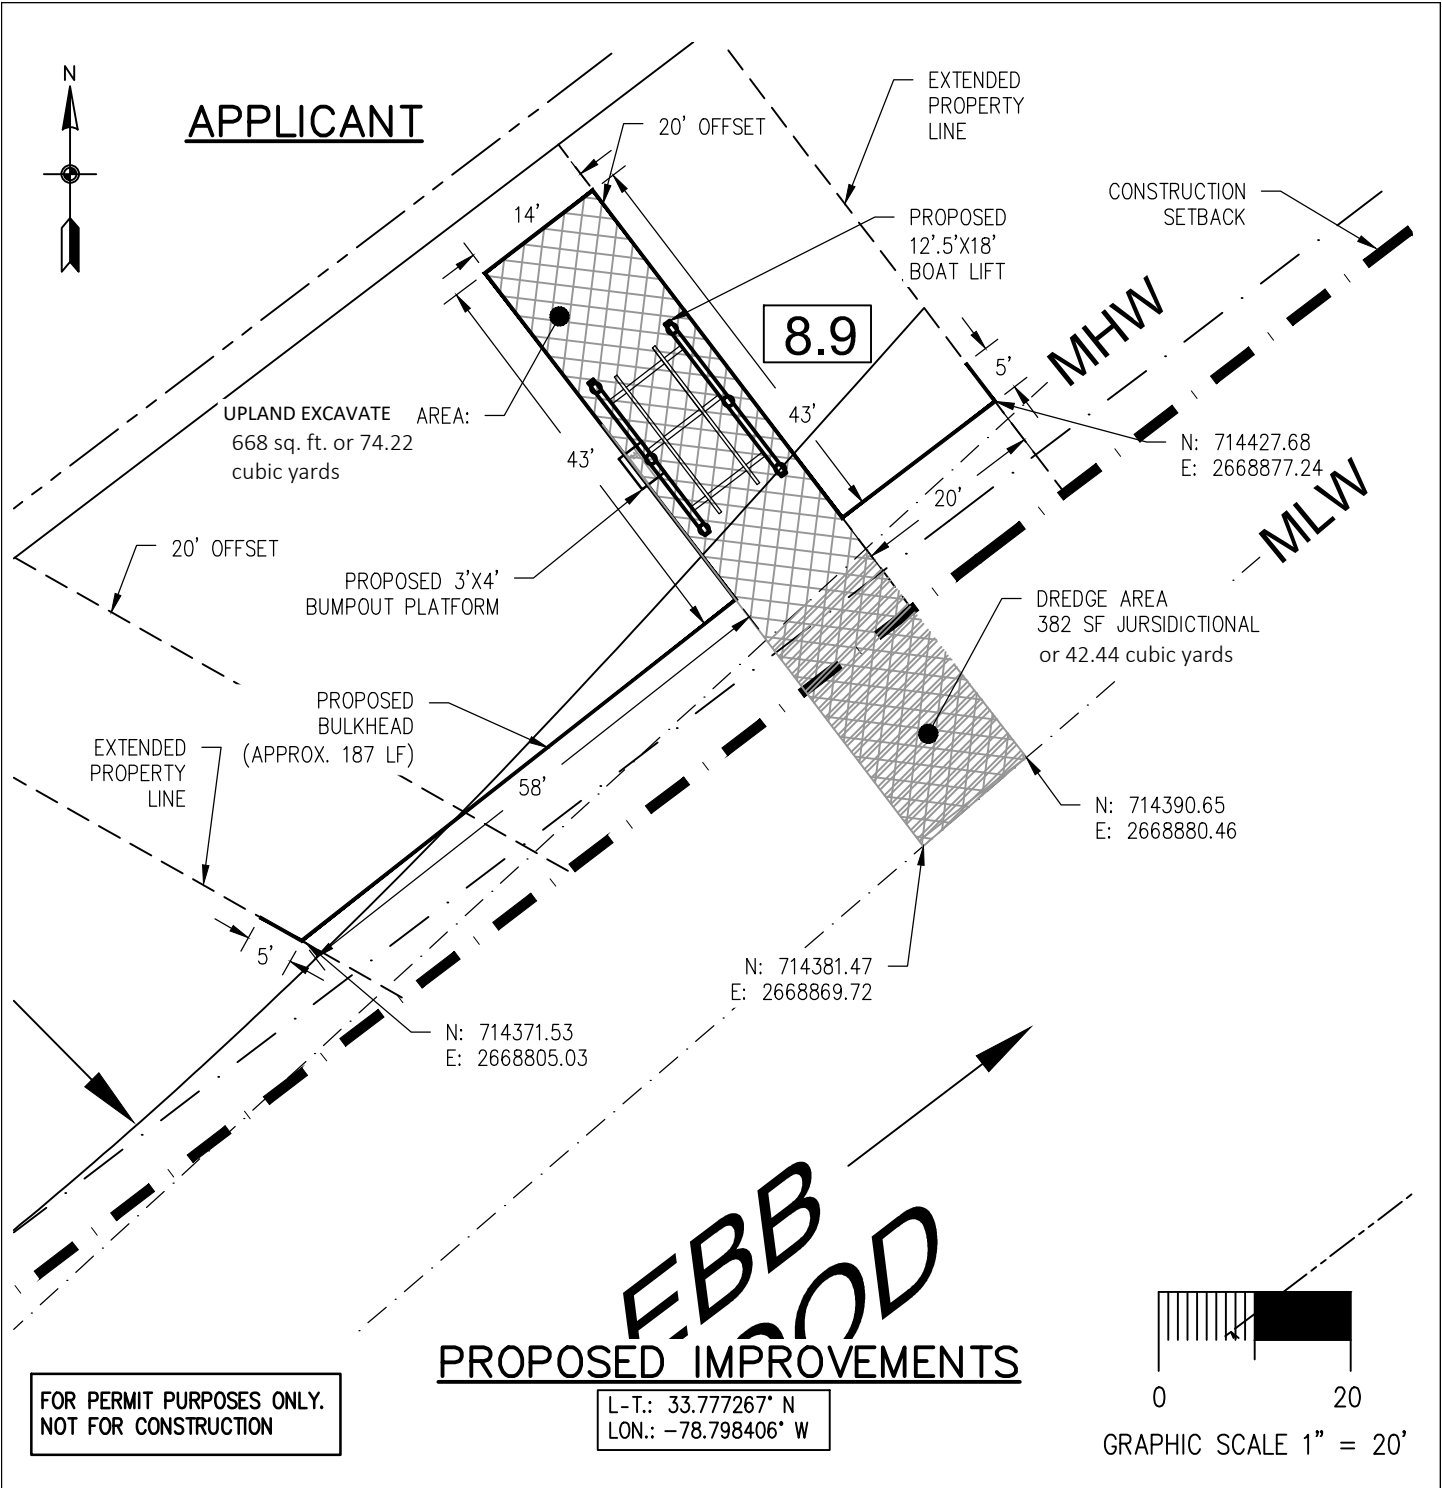 N
APPLICANT
EXTENDED
PROPERTY
LINE
20' OFFSET
CONSTRUCTION
SETBACK
14'
PROPOSED
12'.5'X18'
BOAT LIFT
8.9
MHW
5'
43'
UPLAND EXCAVATE AREA:
668 sq. ft. or 74.22
cubic yards
43'
N: 714427.68
E: 2668877.24
20'
MLW
20' OFFSET
PROPOSED 3'X4'
BUMPOUT PLATFORM
DREDGE AREA
382 SF JURSIDICTIONAL
or 42.44 cubic yards
PROPOSED
BULKHEAD
(APPROX. 187 LF)
EXTENDED
PROPERTY
LINE
58'
N: 714390.65
E: 2668880.46
5'
N: 714381.47
E: 2668869.72
N: 714371.53
E: 2668805.03
EBB
OOD
PROPOSED IMPROVEMENTS
L-T.: 33.777267° N
LON.: -78.798406° W
FOR PERMIT PURPOSES ONLY.
NOT FOR CONSTRUCTION
0 20
GRAPHIC SCALE 1" = 20'